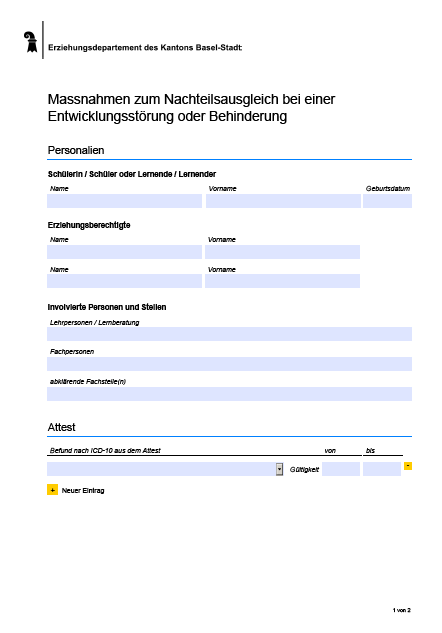 Erziehungsdepartement des Kantons Basel-Stadt
Massnahmen zum Nachteilsausgleich bei einer
Entwicklungsstörung oder Behinderung
Personalien
Schülerin / Schüler oder Lernende / Lernender
Name Vorname Geburtsdatum
Erziehungsberechtigte
Name Vorname
Name Vorname
Involvierte Personen und Stellen
Lehrpersonen / Lernberatung
Fachpersonen
abklärende Fachstelle(n)
Attest
Befund nach ICD-10 aus dem Attest von bis
Gültigkeit -
+ Neuer Eintrag
1 von 2